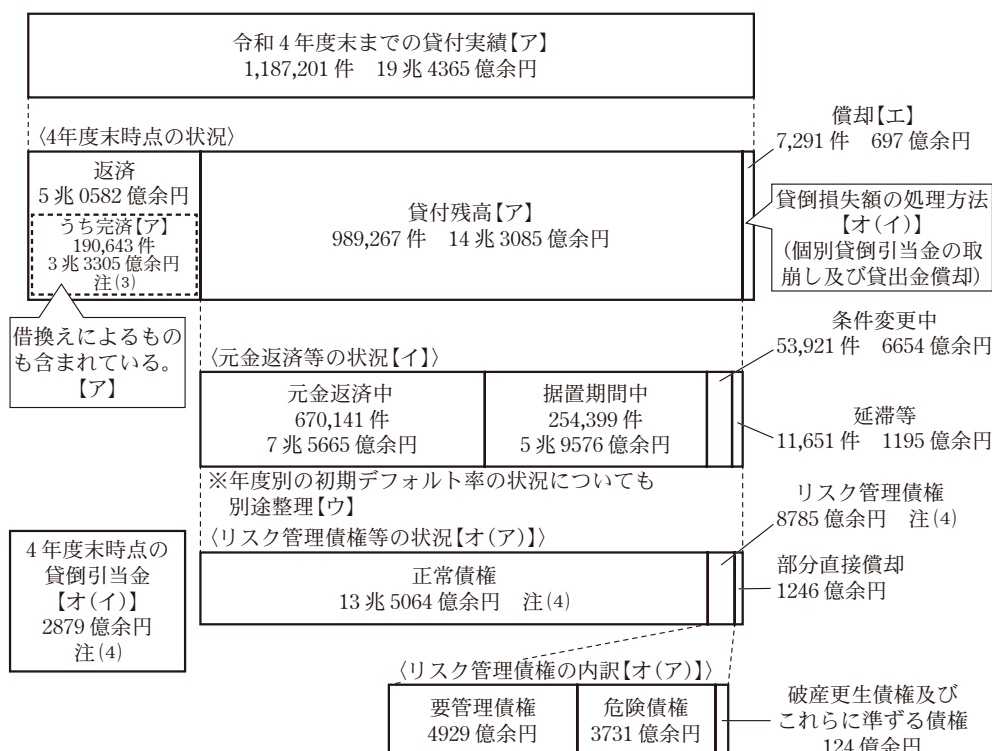 令和4年度末までの貸付実績【ア】
1,187,201 件　19 兆 4365 億余円
〈4年度末時点の状況〉
償却【エ】
7,291 件　697 億余円
返済
5 兆 0582 億余円
うち完済【ア】
190,643 件
3 兆 3305 億余円
注⑶
貸付残高【ア】
989,267 件　14 兆 3085 億余円
貸倒損失額の処理方法
【オ(イ)】
(個別貸倒引当金の取
崩し及び貸出金償却)
借換えによるもの
も含まれている。
【ア】
〈元金返済等の状況【イ】〉
条件変更中
53,921 件　6654 億余円
元金返済中
670,141 件
7 兆 5665 億余円
据置期間中
254,399 件
5 兆 9576 億余円
延滞等
11,651 件　1195 億余円
※年度別の初期デフォルト率の状況についても
別途整理【ウ】
リスク管理債権
8785 億余円　注⑷
〈リスク管理債権等の状況【オ(ア)】〉
4 年度末時点の
貸倒引当金
【オ(イ)】
2879 億余円
注⑷
正常債権
13 兆 5064 億余円　注⑷
部分直接償却
1246 億余円
〈リスク管理債権の内訳【オ(ア)】〉
要管理債権
4929 億余円
危険債権
3731 億余円
破産更生債権及び
これらに準ずる債権
124 億余円